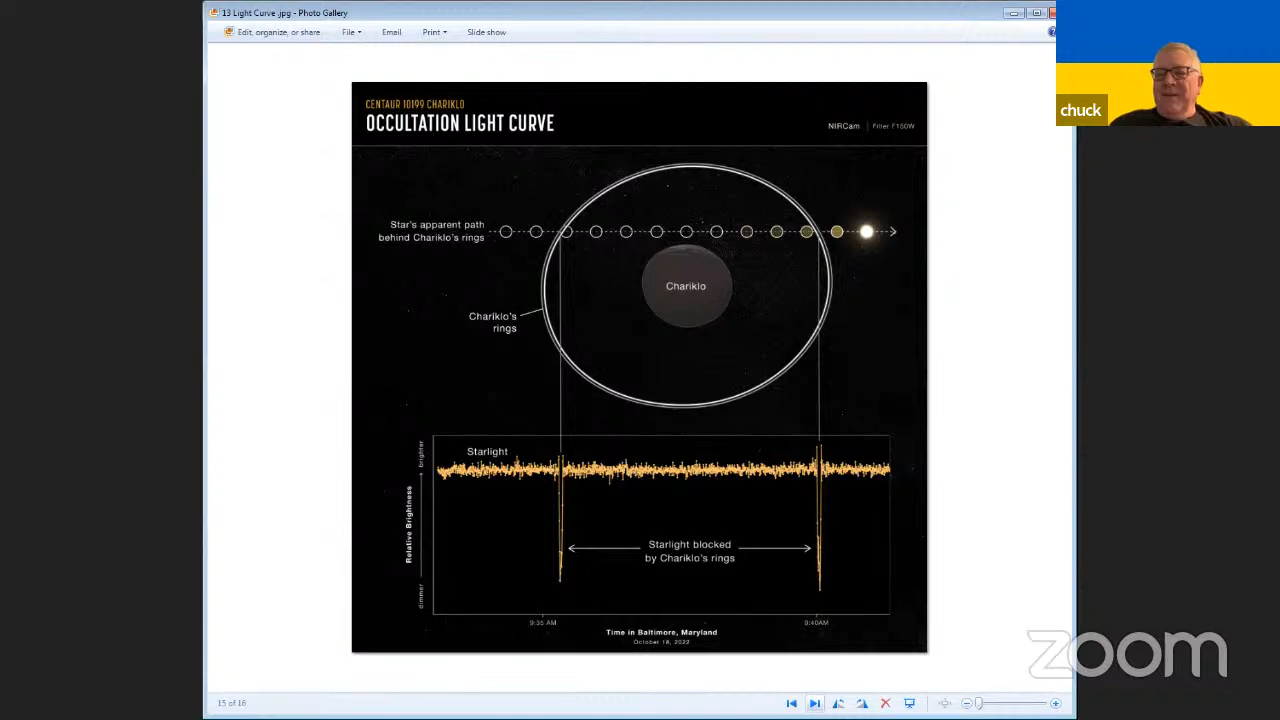 13 Light Curve .jpg - Photo Gallery
Edit, organize, or share File Email Print Slide show
chuck
CENTAUR 10199 CHARIKLO
OCCULTATION LIGHT CURVE
NIRCam | Filter F150W
Star's apparent path
behind Chariklo's rings
Chariklo
Chariklo's
rings
Starlight
brighter
Relative Brightness
dimmer
Starlight blocked
by Chariklo's rings
9:35 AM 9:40AM
Time in Baltimore, Maryland
October 18, 2022
zoom
15 of 16